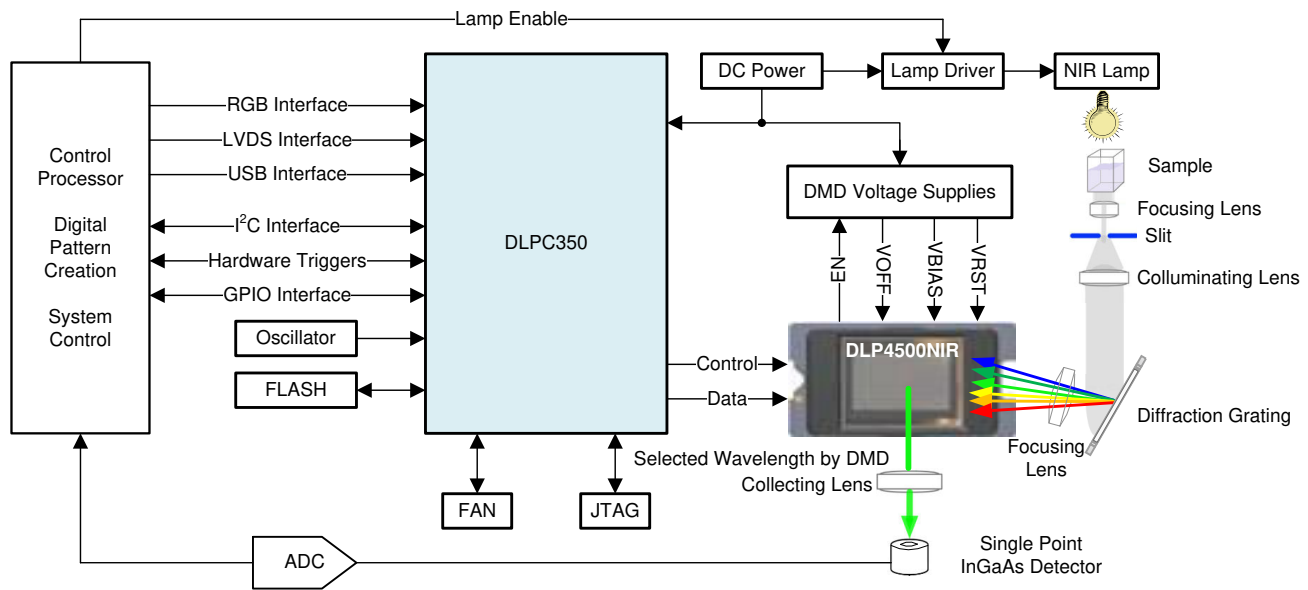 Lamp Enable
DC Power
Lamp Driver
NIR Lamp
RGB Interface
LVDS Interface
USB Interface
I²C Interface
Hardware Triggers
GPIO Interface
Control
Processor
Digital
Pattern
Creation
System
Control
DLPC350
Oscillator
FLASH
FAN
JTAG
DMD Voltage Supplies
EN
VOFF
VBIAS
VRST
Sample
Focusing Lens
Slit
Colluminating Lens
DLP4500NIR
Control
Data
Diffraction Grating
Focusing
Lens
Selected Wavelength by DMD
Collecting Lens
Single Point
InGaAs Detector
ADC